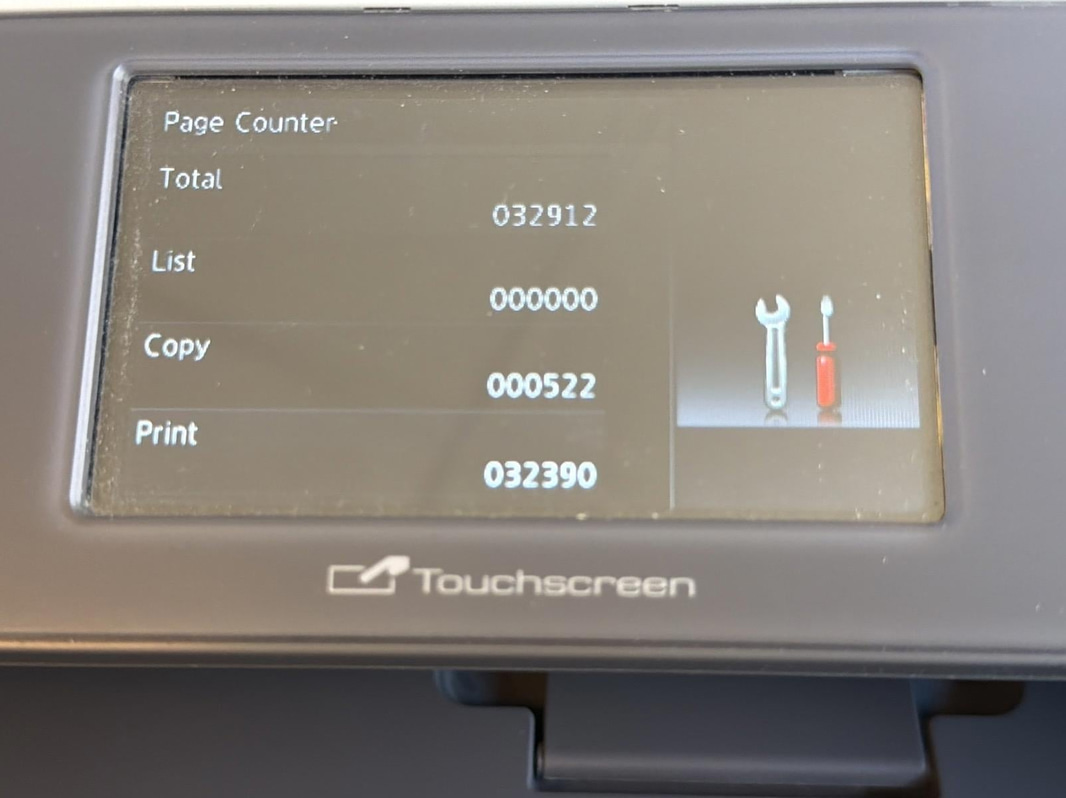 Page Counter
Total
032912
List
000000
Copy
000522
Print
032390
Touchscreen